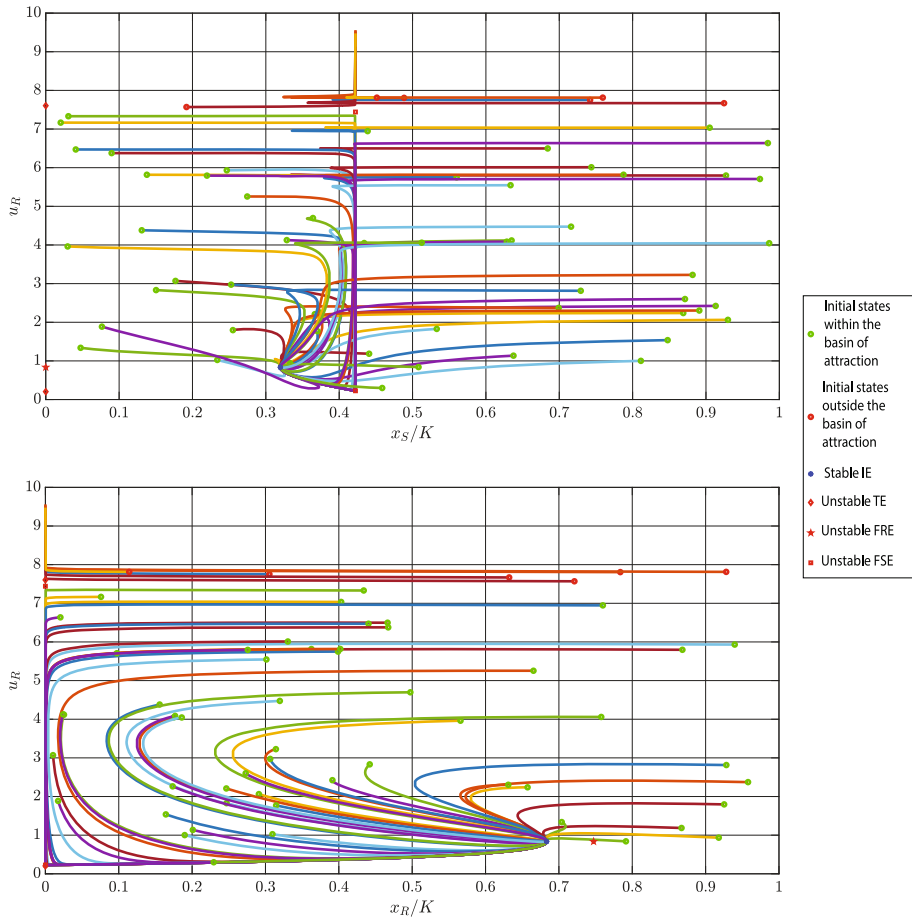 10
9
8
7
6
5
4
3
2
1
0
u_R
0
0.1
0.2
0.3
0.4
0.5
0.6
0.7
0.8
0.9
1
x_S/K
Initial states
within the
basin of
attraction
Initial states
outside the
basin of
attraction
Stable IE
Unstable TE
Unstable FRE
Unstable FSE
10
9
8
7
6
5
4
3
2
1
0
u_R
0
0.1
0.2
0.3
0.4
0.5
0.6
0.7
0.8
0.9
1
x_R/K